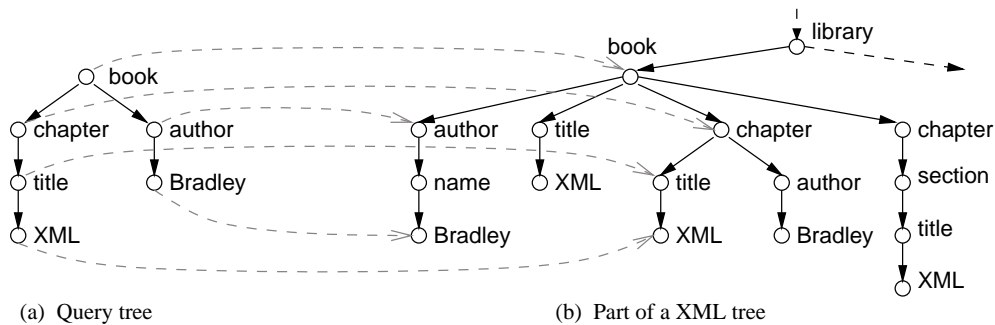 library
book
book
chapter
author
author
title
chapter
chapter
title
Bradley
name
XML
title
author
section
XML
Bradley
XML
Bradley
title
XML
(a) Query tree
(b) Part of a XML tree